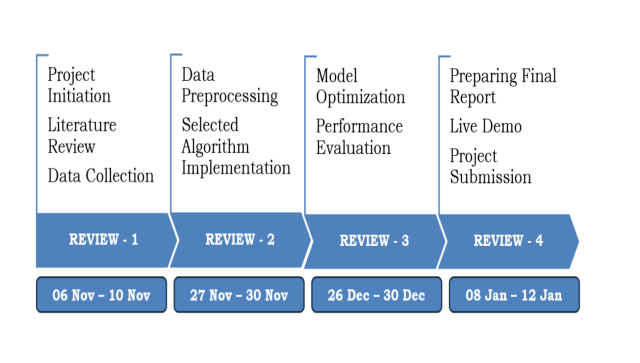 Project
Initiation
Literature
Review
Data Collection
Data
Preprocessing
Selected
Algorithm
Implementation
Model
Optimization
Performance
Evaluation
Preparing Final
Report
Live Demo
Project
Submission
REVIEW - 1
REVIEW - 2
REVIEW - 3
REVIEW - 4
06 Nov – 10 Nov
27 Nov – 30 Nov
26 Dec – 30 Dec
08 Jan – 12 Jan